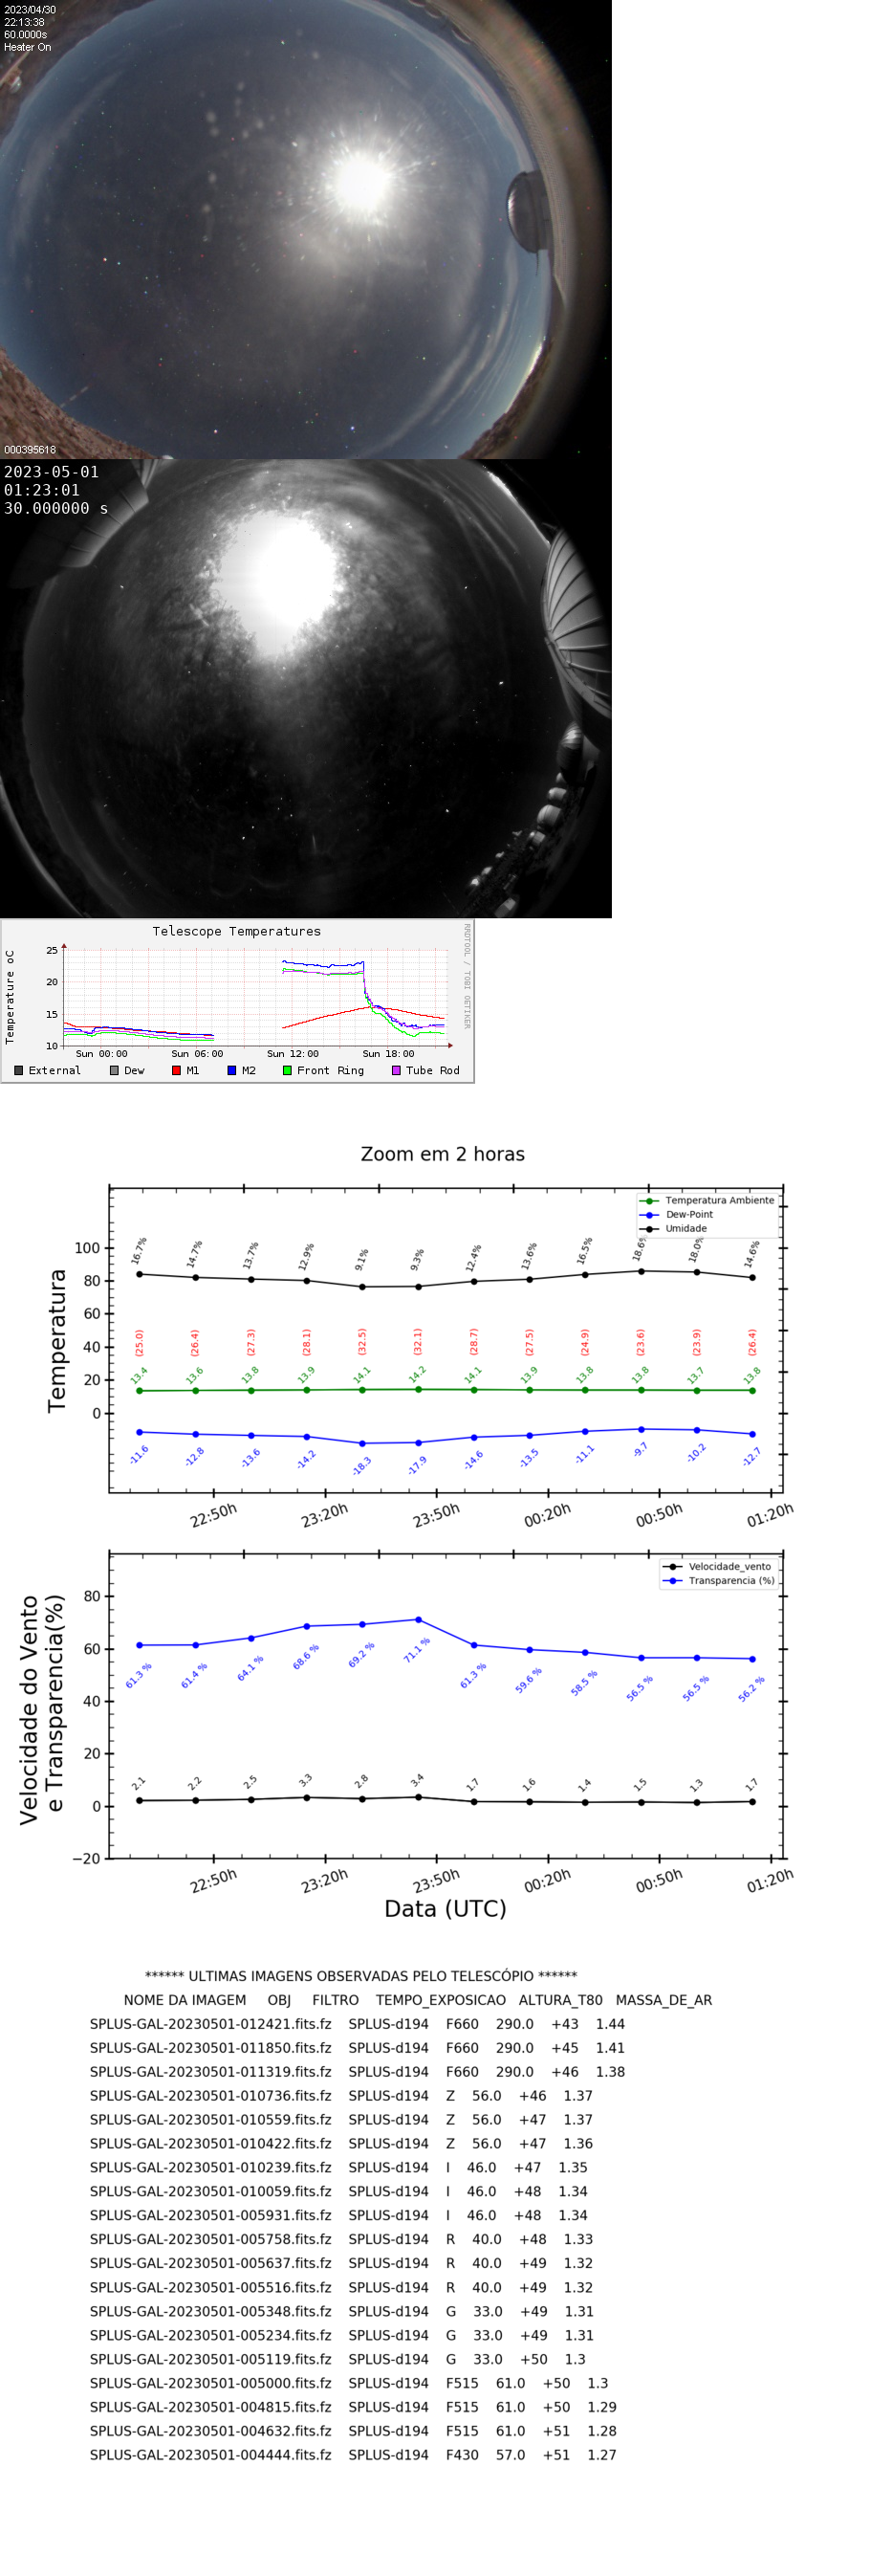 2023/04/30
22:13:38
60.0000s
Heater On
000395618
2023-05-01
01:23:01
30.000000 s
Telescope Temperatures
RRDTOOL / TOBI OETIKER
Temperature oC
25
20
15
10
Sun 00:00 Sun 06:00 Sun 12:00 Sun 18:00
External Dew M1 M2 Front Ring Tube Rod
Zoom em 2 horas
Temperatura Ambiente
Dew-Point
Umidade
Temperatura
100
80
60
40
20
0
16.7% 14.7% 13.7% 12.9% 9.1% 9.3% 12.4% 13.6% 16.5% 18.6% 18.0% 14.6%
(25.0) (26.4) (27.3) (28.1) (32.5) (32.1) (28.7) (27.5) (24.9) (23.6) (23.9) (26.4)
13.4 13.6 13.8 13.9 14.1 14.2 14.1 13.9 13.8 13.8 13.7 13.8
-11.6 -12.8 -13.6 -14.2 -18.3 -17.9 -14.6 -13.5 -11.1 -9.7 -10.2 -12.7
22:50h 23:20h 23:50h 00:20h 00:50h 01:20h
Velocidade_vento
Transparencia (%)
Velocidade do Vento
e Transparencia(%)
80
60
40
20
0
−20
61.3 % 61.4 % 64.1 % 68.6 % 69.2 % 71.1 % 61.3 % 59.6 % 58.5 % 56.5 % 56.5 % 56.2 %
2.1 2.2 2.5 3.3 2.8 3.4 1.7 1.6 1.4 1.5 1.3 1.7
22:50h 23:20h 23:50h 00:20h 00:50h 01:20h
Data (UTC)
****** ULTIMAS IMAGENS OBSERVADAS PELO TELESCÓPIO ******
NOME DA IMAGEM OBJ FILTRO TEMPO_EXPOSICAO ALTURA_T80 MASSA_DE_AR
SPLUS-GAL-20230501-012421.fits.fz SPLUS-d194 F660 290.0 +43 1.44
SPLUS-GAL-20230501-011850.fits.fz SPLUS-d194 F660 290.0 +45 1.41
SPLUS-GAL-20230501-011319.fits.fz SPLUS-d194 F660 290.0 +46 1.38
SPLUS-GAL-20230501-010736.fits.fz SPLUS-d194 Z 56.0 +46 1.37
SPLUS-GAL-20230501-010559.fits.fz SPLUS-d194 Z 56.0 +47 1.37
SPLUS-GAL-20230501-010422.fits.fz SPLUS-d194 Z 56.0 +47 1.36
SPLUS-GAL-20230501-010239.fits.fz SPLUS-d194 I 46.0 +47 1.35
SPLUS-GAL-20230501-010059.fits.fz SPLUS-d194 I 46.0 +48 1.34
SPLUS-GAL-20230501-005931.fits.fz SPLUS-d194 I 46.0 +48 1.34
SPLUS-GAL-20230501-005758.fits.fz SPLUS-d194 R 40.0 +48 1.33
SPLUS-GAL-20230501-005637.fits.fz SPLUS-d194 R 40.0 +49 1.32
SPLUS-GAL-20230501-005516.fits.fz SPLUS-d194 R 40.0 +49 1.32
SPLUS-GAL-20230501-005348.fits.fz SPLUS-d194 G 33.0 +49 1.31
SPLUS-GAL-20230501-005234.fits.fz SPLUS-d194 G 33.0 +49 1.31
SPLUS-GAL-20230501-005119.fits.fz SPLUS-d194 G 33.0 +50 1.3
SPLUS-GAL-20230501-005000.fits.fz SPLUS-d194 F515 61.0 +50 1.3
SPLUS-GAL-20230501-004815.fits.fz SPLUS-d194 F515 61.0 +50 1.29
SPLUS-GAL-20230501-004632.fits.fz SPLUS-d194 F515 61.0 +51 1.28
SPLUS-GAL-20230501-004444.fits.fz SPLUS-d194 F430 57.0 +51 1.27